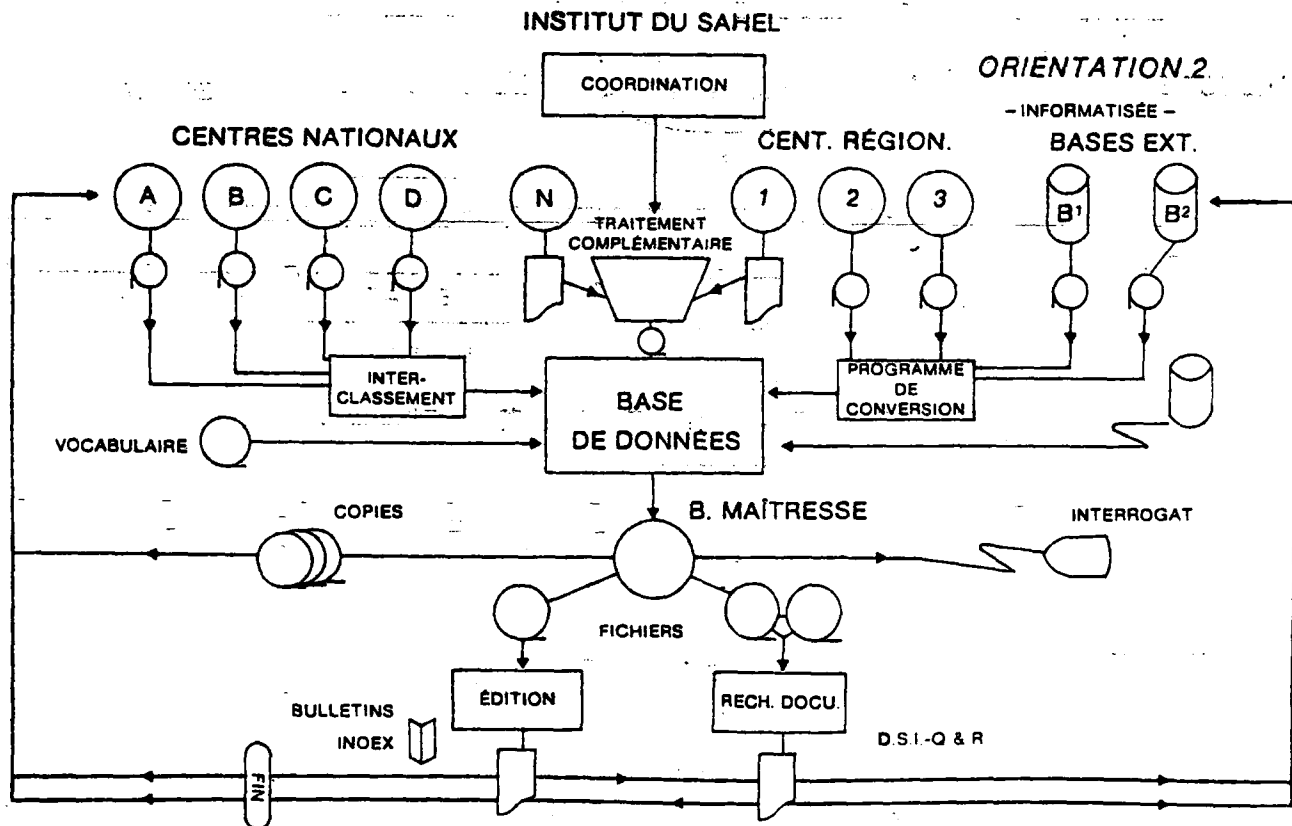 INSTITUT DU SAHEL
COORDINATION
ORIENTATION 2
– INFORMATISÉE –
CENTRES NATIONAUX
CENT. RÉGION.
BASES EXT.
A
B
C
D
N
1
2
3
B1
B2
TRAITEMENT
COMPLÉMENTAIRE
INTER-
CLASSEMENT
BASE
DE DONNÉES
PROGRAMME
DE
CONVERSION
VOCABULAIRE
B. MAÎTRESSE
COPIES
INTERROGAT
FICHIERS
ÉDITION
RECH. DOCU.
BULLETINS
INOEX
D.S.I.-Q & R
FIN